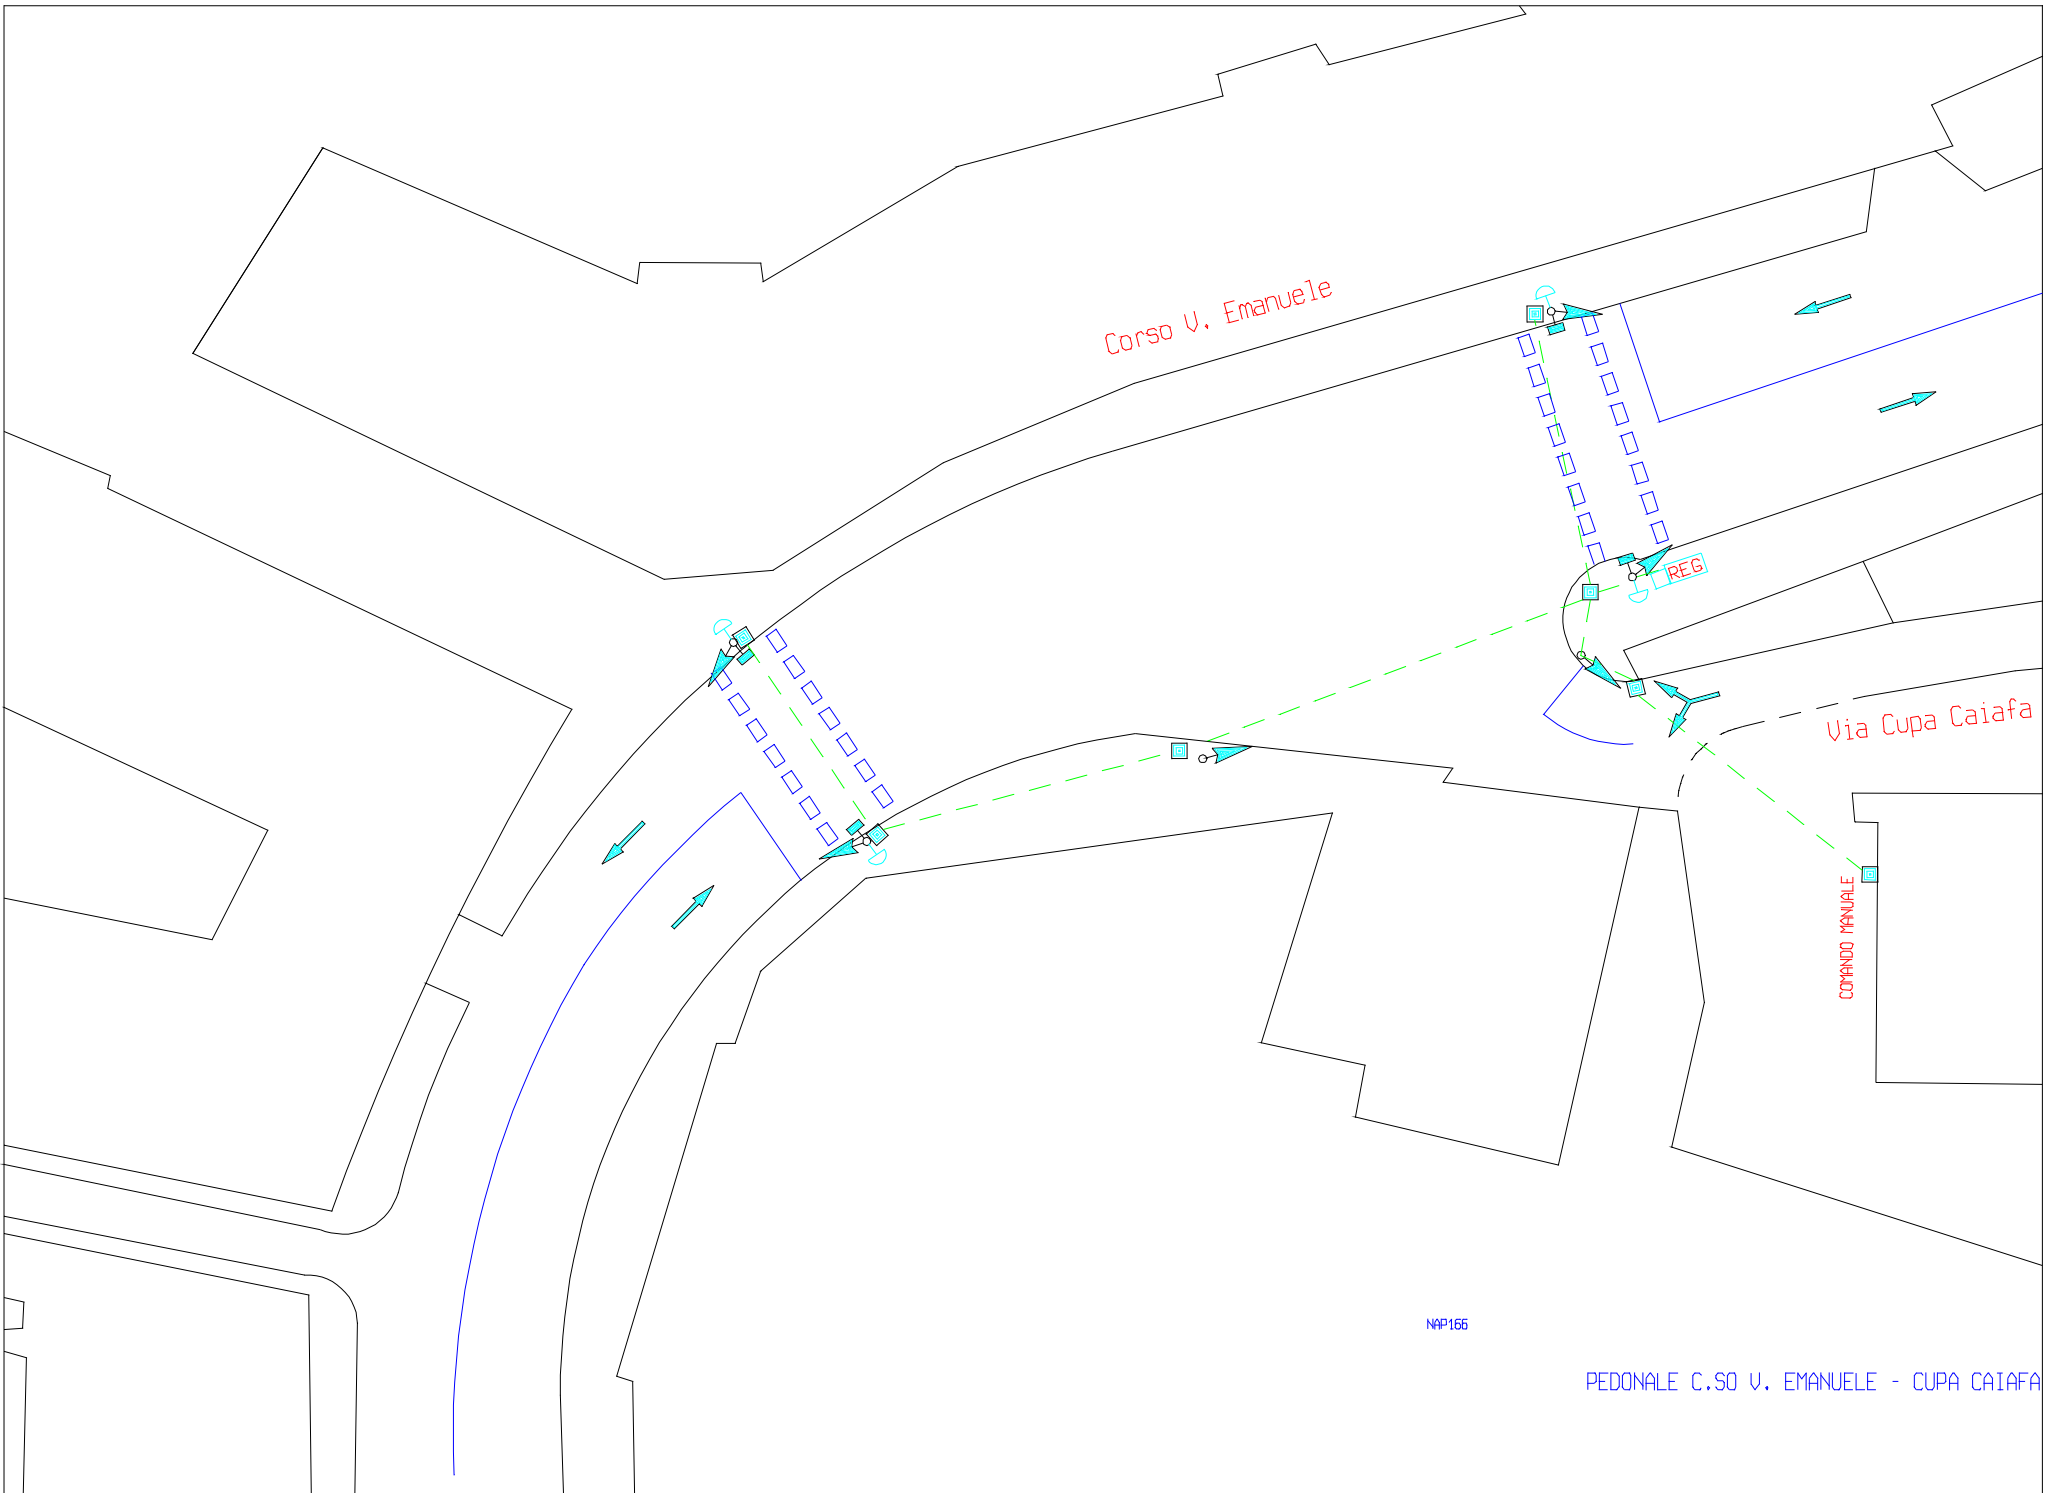 Corso V. Emanuele
REG
Via Cupa Caiafa
COMANDO MANUALE
NAP166
PEDONALE C.SO V. EMANUELE - CUPA CAIAFA